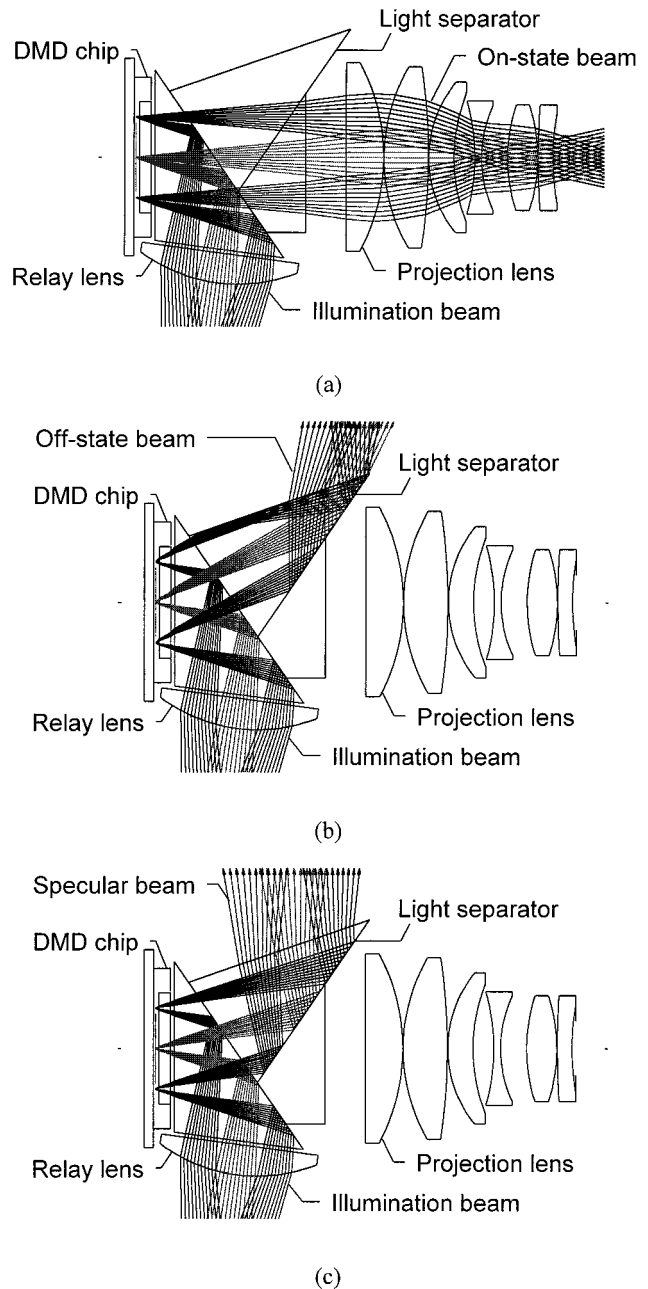 Light separator
DMD chip
On-state beam
Relay lens
Projection lens
Illumination beam
(a)
Off-state beam
Light separator
DMD chip
Relay lens
Projection lens
Illumination beam
(b)
Specular beam
Light separator
DMD chip
Relay lens
Projection lens
Illumination beam
(c)